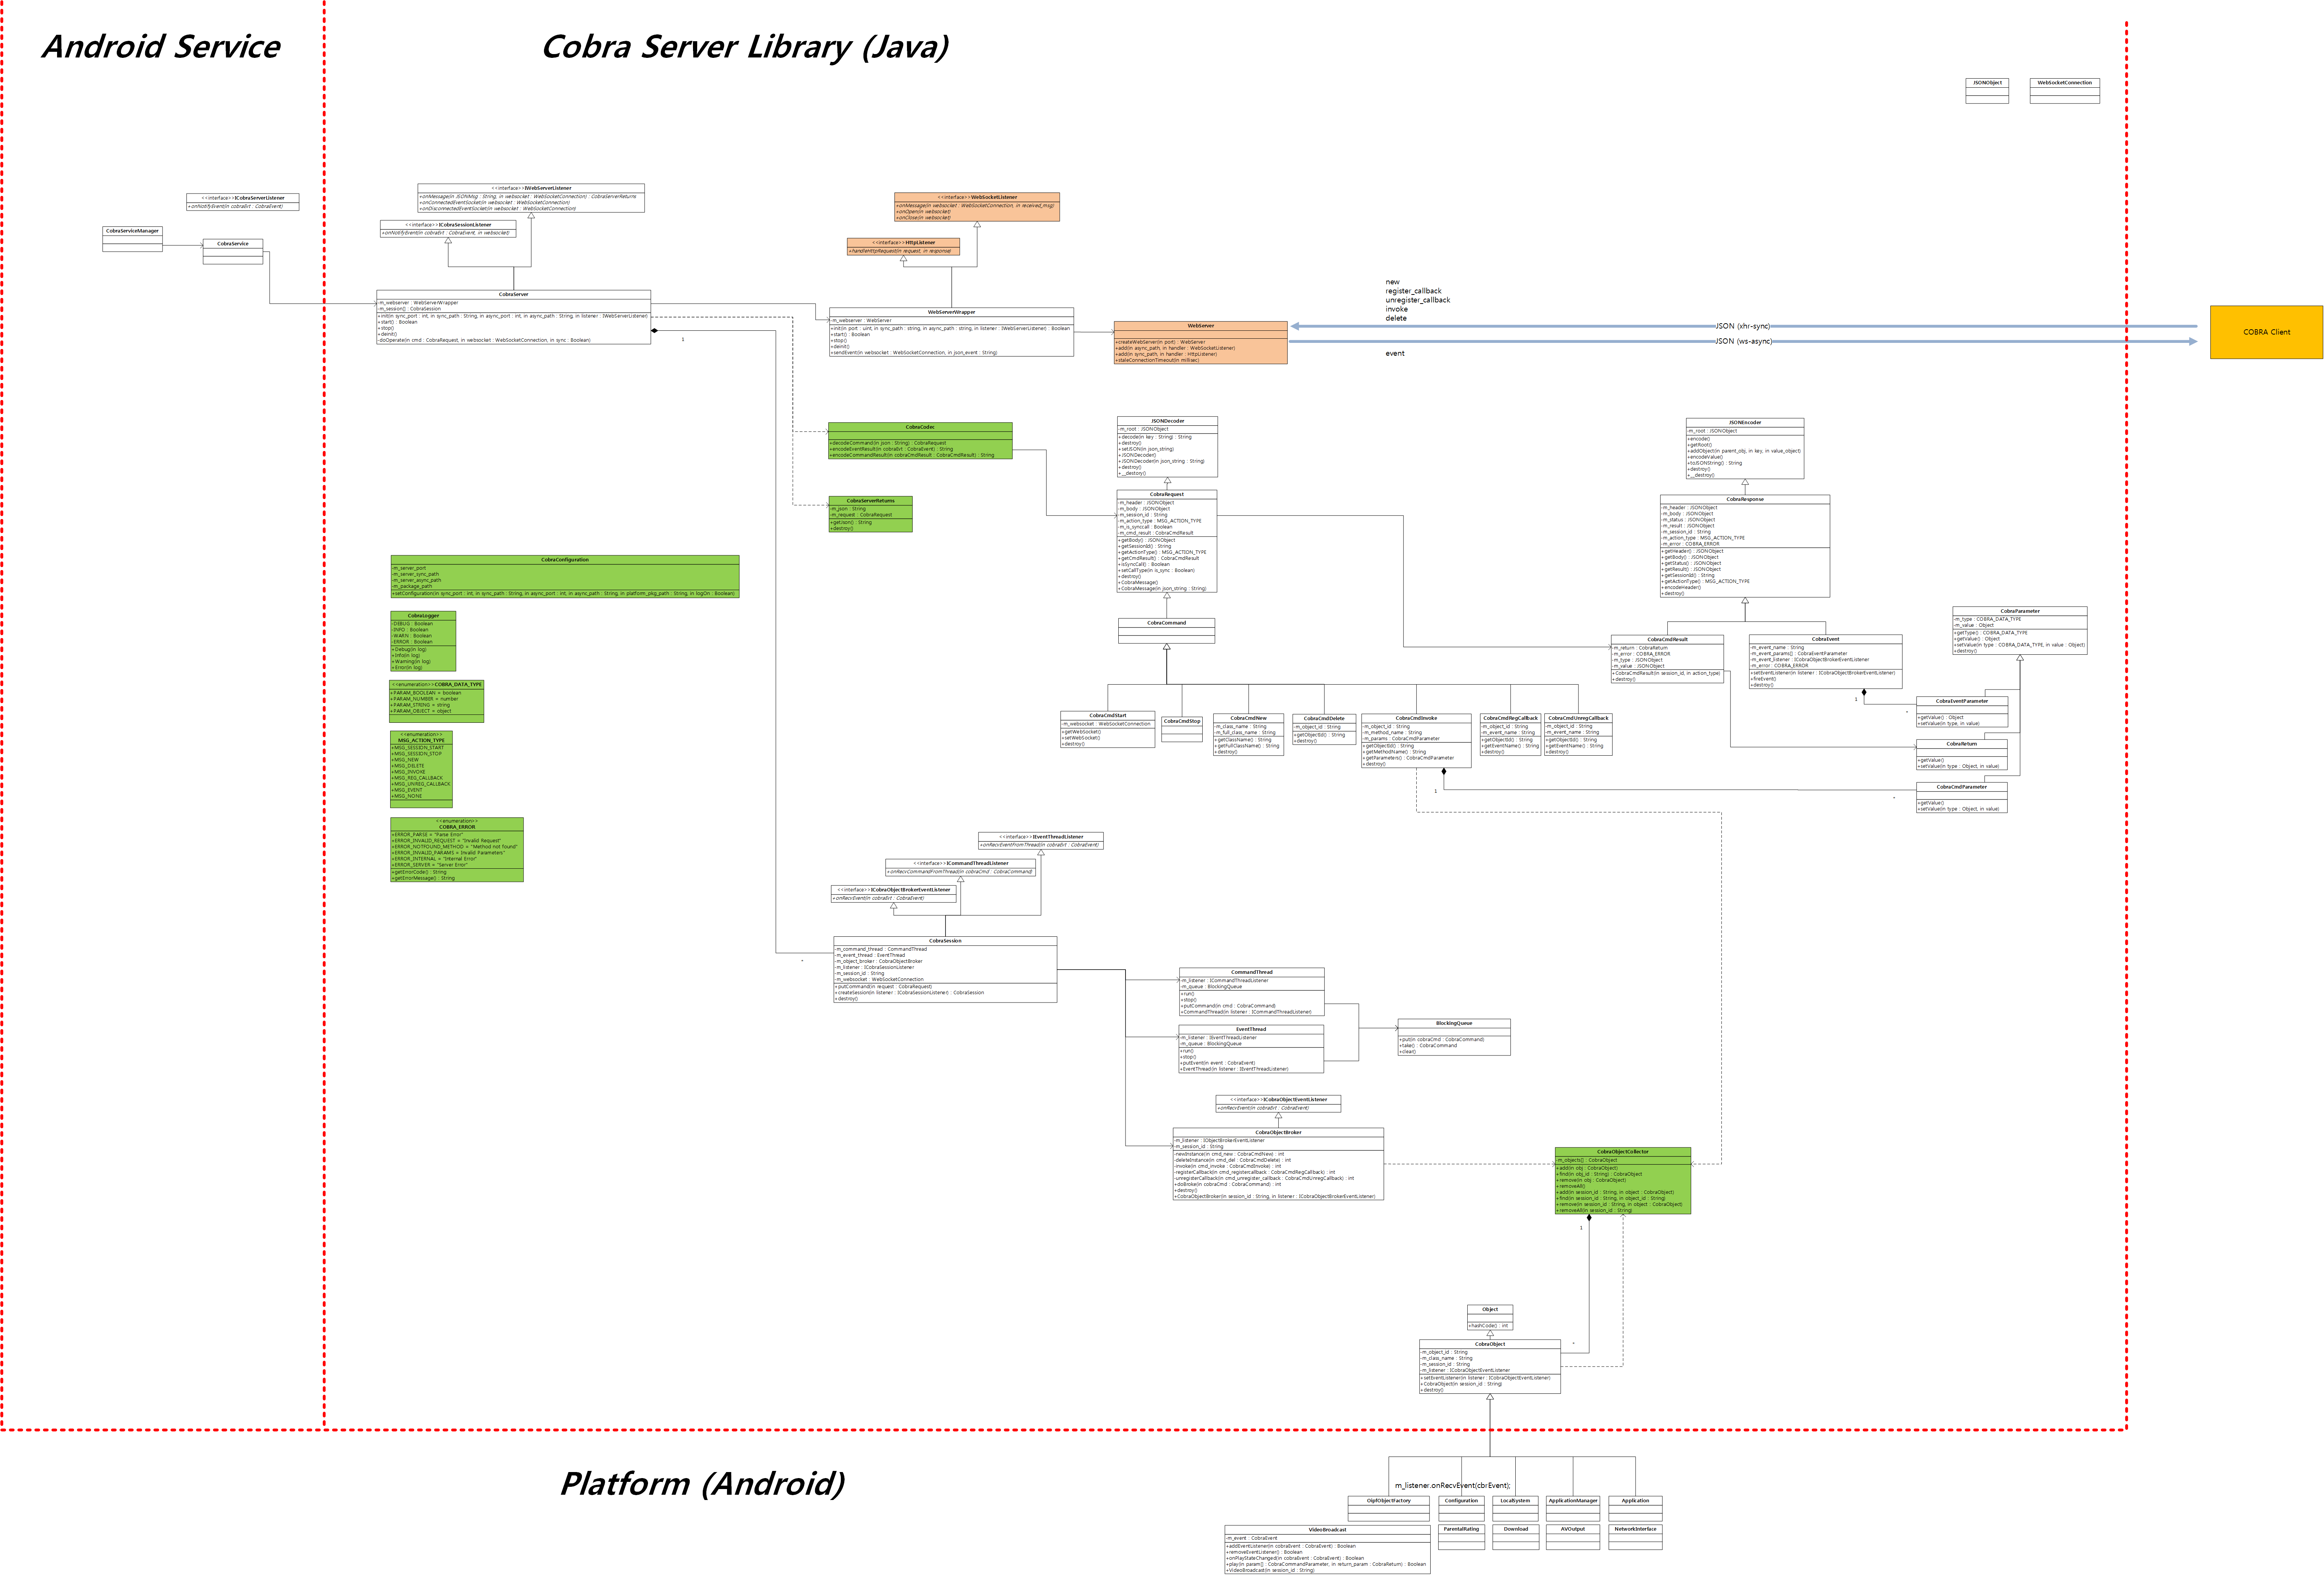 Android Service
Cobra Server Library (Java)
JSONObject
WebSocketConnection
<<interface>>ICobraServerListener
+onNotifyEvent(in cobraEvt : CobraEvent)
CobraServiceManager
CobraService
<<interface>>IWebServerListener
+onMessage(in JSONMsg : String, in websocket : WebSocketConnection) : CobraServerReturns
+onConnectedEventSocket(in websocket : WebSocketConnection)
+onDisconnectedEventSocket(in websocket : WebSocketConnection)
<<interface>>ICobraSessionListener
+onNotifyEvent(in cobraEvt : CobraEvent, in websocket)
<<interface>>WebSocketListener
+onMessage(in websocket : WebSocketConnection, in received_msg)
+onOpen(in websocket)
+onClose(in websocket)
<<interface>>HttpListener
+handleHttpRequest(in request, in response)
CobraServer
-m_webserver : WebServerWrapper
-m_session[] : CobraSession
+init(in sync_port : int, in sync_path : String, in async_port : int, in async_path : String, in listener : IWebServerListener)
+start() : Boolean
+stop()
+deinit()
-doOperate(in cmd : CobraRequest, in websocket : WebSocketConnection, in sync : Boolean)
1
WebServerWrapper
-m_webserver : WebServer
+init(in port : uint, in sync_path : string, in async_path : string, in listener : IWebServerListener) : Boolean
+start() : Boolean
+stop()
+deinit()
+sendEvent(in websocket : WebSocketConnection, in json_event : String)
WebServer
+createWebServer(in port) : WebServer
+add(in async_path, in handler : WebSocketListener)
+add(in sync_path, in handler : HttpListener)
+staleConnectionTimeout(in millisec)
new
register_callback
unregister_callback
invoke
delete
JSON (xhr-sync)
JSON (ws-async)
event
COBRA Client
CobraCodec
+decodeCommand(in json : String) : CobraRequest
+encodeEventResult(in cobraEvt : CobraEvent) : String
+encodeCommandResult(in cobraCmdResult : CobraCmdResult) : String
CobraServerReturns
-m_json : String
-m_request : CobraRequest
+getJson() : String
+destroy()
JSONDecoder
-m_root : JSONObject
+decode(in key : String) : String
+destroy()
+setJSON(in json_string)
+JSONDecoder()
+JSONDecoder(in json_string : String)
+destroy()
+__destory()
CobraRequest
-m_header : JSONObject
-m_body : JSONObject
-m_session_id : String
-m_action_type : MSG_ACTION_TYPE
-m_is_synccall : Boolean
-m_cmd_result : CobraCmdResult
+getBody() : JSONObject
+getSessionId() : String
+getActionType() : MSG_ACTION_TYPE
+getCmdResult() : CobraCmdResult
+isSyncCall() : Boolean
+setCallType(in is_sync : Boolean)
+destroy()
+CobraMessage()
+CobraMessage(in json_string : String)
CobraCommand
JSONEncoder
-m_root : JSONObject
+encode()
+getRoot()
+addObject(in parent_obj, in key, in value_object)
+encodeValue()
+toJSONString() : String
+destroy()
+__destroy()
CobraResponse
-m_header : JSONObject
-m_body : JSONObject
-m_status : JSONObject
-m_result : JSONObject
-m_session_id : String
-m_action_type : MSG_ACTION_TYPE
-m_error : COBRA_ERROR
+getHeader() : JSONObject
+getBody() : JSONObject
+getStatus() : JSONObject
+getResult() : JSONObject
+getSessionId() : String
+getActionType() : MSG_ACTION_TYPE
+encodeHeader()
+destroy()
CobraConfiguration
-m_server_port
-m_server_sync_path
-m_server_async_path
-m_package_path
+setConfiguration(in sync_port : int, in sync_path : String, in async_port : int, in async_path : String, in platform_pkg_path : String, in logOn : Boolean)
CobraLogger
-DEBUG : Boolean
-INFO : Boolean
-WARN : Boolean
-ERROR : Boolean
+Debug(in log)
+Info(in log)
+Warning(in log)
+Error(in log)
<<enumeration>>COBRA_DATA_TYPE
+PARAM_BOOLEAN = boolean
+PARAM_NUMBER = number
+PARAM_STRING = string
+PARAM_OBJECT = object
<<enumeration>>
MSG_ACTION_TYPE
+MSG_SESSION_START
+MSG_SESSION_STOP
+MSG_NEW
+MSG_DELETE
+MSG_INVOKE
+MSG_REG_CALLBACK
+MSG_UNREG_CALLBACK
+MSG_EVENT
+MSG_NONE
<<enumeration>>
COBRA_ERROR
+ERROR_PARSE = "Parse Error"
+ERROR_INVALID_REQUEST = "Invalid Request"
+ERROR_NOTFOUND_METHOD = "Method not found"
+ERROR_INVALID_PARAMS = Invalid Parameters"
+ERROR_INTERNAL = "Internal Error"
+ERROR_SERVER = "Server Error"
+getErrorCode() : String
+getErrorMessage() : String
CobraParameter
-m_type : COBRA_DATA_TYPE
-m_value : Object
+getType() : COBRA_DATA_TYPE
+getValue() : Object
+setValue(in type : COBRA_DATA_TYPE, in value : Object)
+destroy()
CobraCmdResult
-m_return : CobraReturn
-m_error : COBRA_ERROR
-m_type : JSONObject
-m_value : JSONObject
+CobraCmdResult(in session_id, in action_type)
+destroy()
CobraEvent
-m_event_name : String
-m_event_params[] : CobraEventParameter
-m_event_listener : ICobraObjectBrokerEventListener
-m_error : COBRA_ERROR
+setEventListener(in listener : ICobraObjectBrokerEventListener)
+fireEvent()
+destroy()
1
*
CobraEventParameter
+getValue() : Object
+setValue(in type, in value)
CobraReturn
+getValue()
+setValue(in type : Object, in value)
CobraCmdParameter
+getValue()
+setValue(in type : Object, in value)
CobraCmdStart
-m_websocket : WebSocketConnection
+getWebSocket()
+setWebSocket()
+destroy()
CobraCmdStop
CobraCmdNew
-m_class_name : String
-m_full_class_name : String
+getClassName() : String
+getFullClassName() : String
+destroy()
CobraCmdDelete
-m_object_id : String
+getObjectId() : String
+destroy()
CobraCmdInvoke
-m_object_id : String
-m_method_name : String
-m_params : CobraCmdParameter
+getObjectId() : String
+getMethodName() : String
+getParameters() : CobraCmdParameter
+destroy()
CobraCmdRegCallback
-m_object_id : String
-m_event_name : String
+getObjectId() : String
+getEventName() : String
+destroy()
CobraCmdUnregCallback
-m_object_id : String
-m_event_name : String
+getObjectId() : String
+getEventName() : String
+destroy()
1
*
<<interface>>IEventThreadListener
+onRecvEventFromThread(in cobraEvt : CobraEvent)
<<interface>>ICommandThreadListener
+onRecvCommandFromThread(in cobraCmd : CobraCommand)
<<interface>>ICobraObjectBrokerEventListener
+onRecvEvent(in cobraEvt : CobraEvent)
CobraSession
-m_command_thread : CommandThread
-m_event_thread : EventThread
-m_object_broker : CobraObjectBroker
-m_listener : ICobraSessionListener
-m_session_id : String
-m_websocket : WebSocketConnection
+putCommand(in request : CobraRequest)
+createSession(in listener : ICobraSessionListener) : CobraSession
+destroy()
*
CommandThread
-m_listener : ICommandThreadListener
-m_queue : BlockingQueue
+run()
+stop()
+putCommand(in cmd : CobraCommand)
+CommandThread(in listener : ICommandThreadListener)
EventThread
-m_listener : IEventThreadListener
-m_queue : BlockingQueue
+run()
+stop()
+putEvent(in event : CobraEvent)
+EventThread(in listener : IEventThreadListener)
BlockingQueue
+put(in cobraCmd : CobraCommand)
+take() : CobraCommand
+clear()
<<interface>>ICobraObjectEventListener
+onRecvEvent(in cobraEvt : CobraEvent)
CobraObjectBroker
-m_listener : IObjectBrokerEventListener
-m_session_id : String
-newInstance(in cmd_new : CobraCmdNew) : int
-deleteInstance(in cmd_del : CobraCmdDelete) : int
-invoke(in cmd_invoke : CobraCmdInvoke) : int
-registerCallback(in cmd_registercallback : CobraCmdRegCallback) : int
-unregisterCallback(in cmd_unregister_callback : CobraCmdUnregCallback) : int
+doBroke(in cobraCmd : CobraCommand) : int
+destroy()
+CobraObjectBroker(in session_id : String, in listener : ICobraObjectBrokerEventListener)
CobraObjectCollector
-m_objects[] : CobraObject
+add(in obj : CobraObject)
+find(in obj_id : String) : CobraObject
+remove(in obj : CobraObject)
+removeAll()
+add(in session_id : String, in object : CobraObject)
+find(in session_id : String, in object_id : String)
+remove(in session_id : String, in object : CobraObject)
+removeAll(in session_id : String)
1
Object
+hashCode() : int
*
CobraObject
-m_object_id : String
-m_class_name : String
-m_session_id : String
-m_listener : ICobraObjectEventListener
+setEventListener(in listener : ICobraObjectEventListener)
+CobraObject(in session_id : String)
+destroy()
Platform (Android)
m_listener.onRecvEvent(cbrEvent);
OipfObjectFactory
Configuration
LocalSystem
ApplicationManager
Application
VideoBroadcast
-m_event : CobraEvent
+addEventListener(in cobraEvent : CobraEvent) : Boolean
+removeEventListener() : Boolean
+onPlayStateChanged(in cobraEvent : CobraEvent) : Boolean
+play(in param[] : CobraCommandParameter, in return_param : CobraReturn) : Boolean
+VideoBroadcast(in session_id : String)
ParentalRating
Download
AVOutput
NetworkInterface